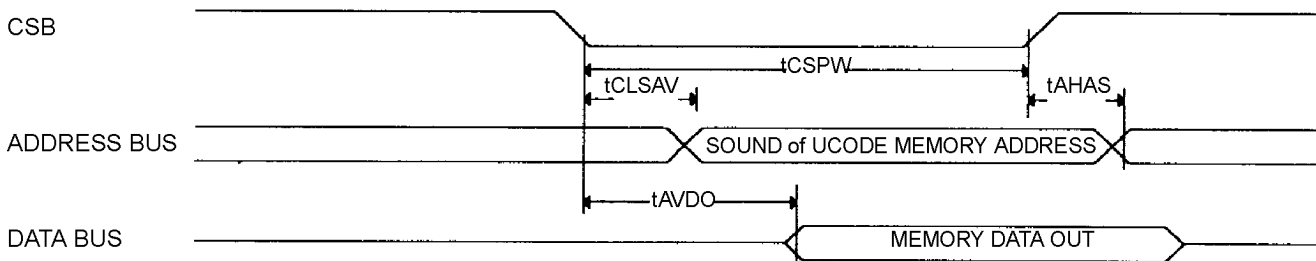 CSB
tCSPW
tCLSAV
tAHAS
ADDRESS BUS
SOUND of UCODE MEMORY ADDRESS
tAVDO
DATA BUS
MEMORY DATA OUT